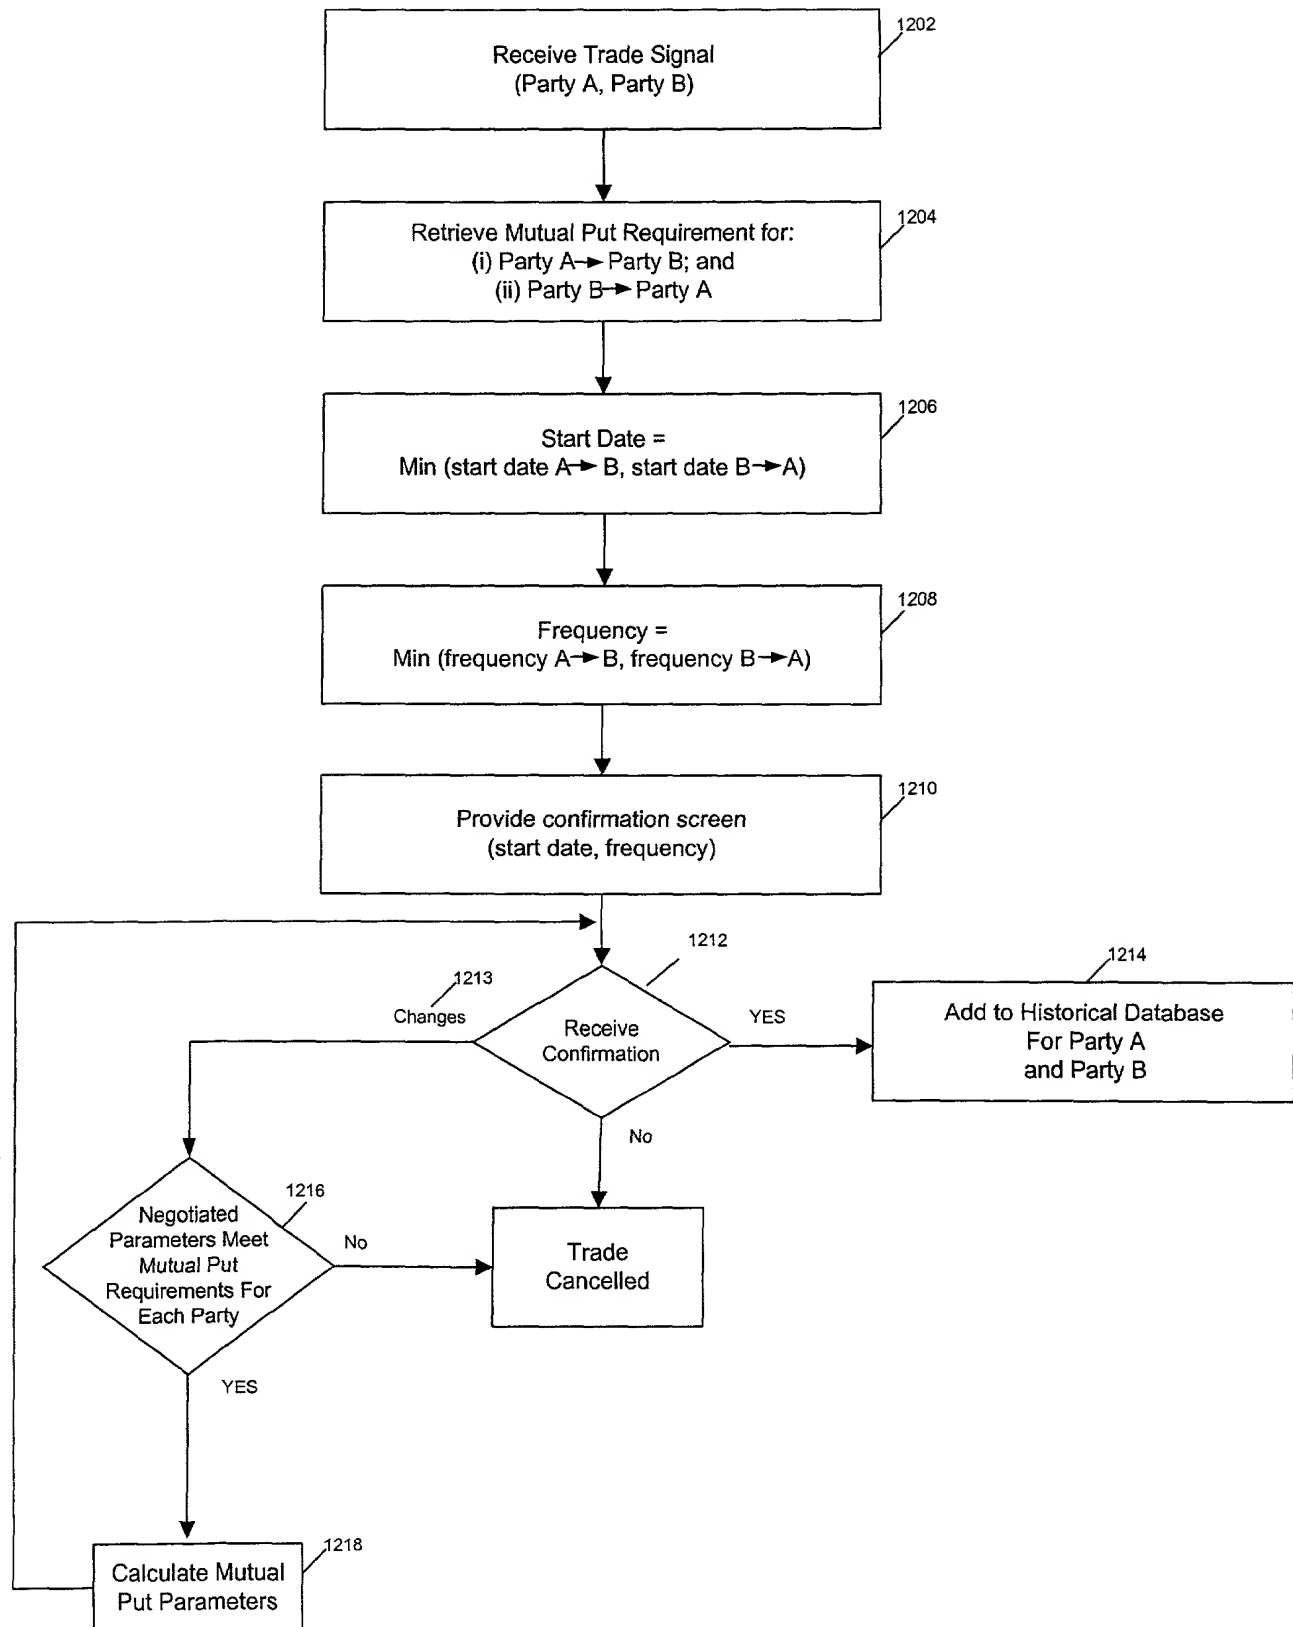 1202
Receive Trade Signal
(Party A, Party B)
1204
Retrieve Mutual Put Requirement for:
(i) Party A→ Party B; and
(ii) Party B→ Party A
1206
Start Date =
Min (start date A→ B, start date B→A)
1208
Frequency =
Min (frequency A→ B, frequency B→A)
1210
Provide confirmation screen
(start date, frequency)
1212
1213
Changes
Receive
Confirmation
YES
1214
Add to Historical Database
For Party A
and Party B
No
1216
Negotiated
Parameters Meet
Mutual Put
Requirements For
Each Party
No
Trade
Cancelled
YES
1218
Calculate Mutual
Put Parameters